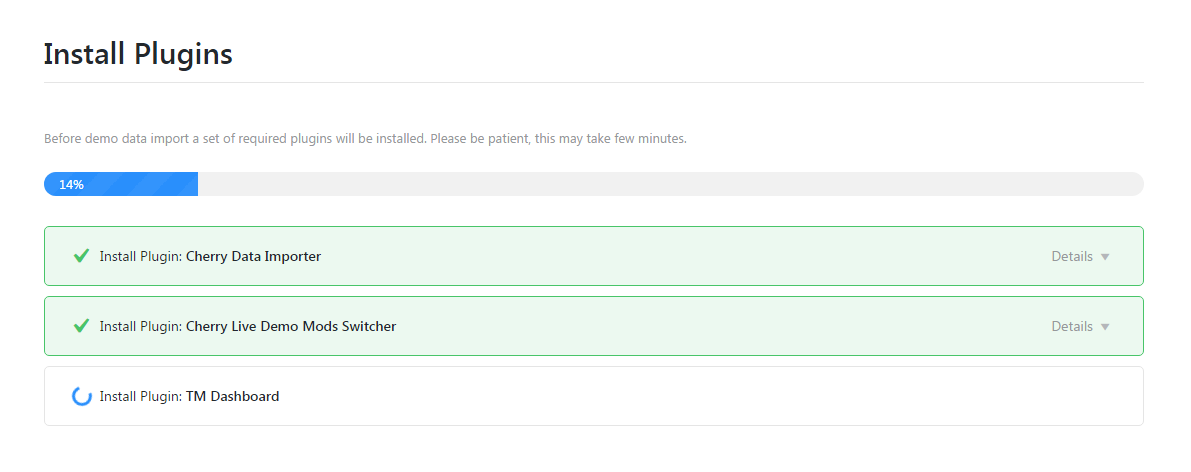 Install Plugins
Before demo data import a set of required plugins will be installed. Please be patient, this may take few minutes.
14%
Install Plugin: Cherry Data Importer Details
Install Plugin: Cherry Live Demo Mods Switcher Details
Install Plugin: TM Dashboard